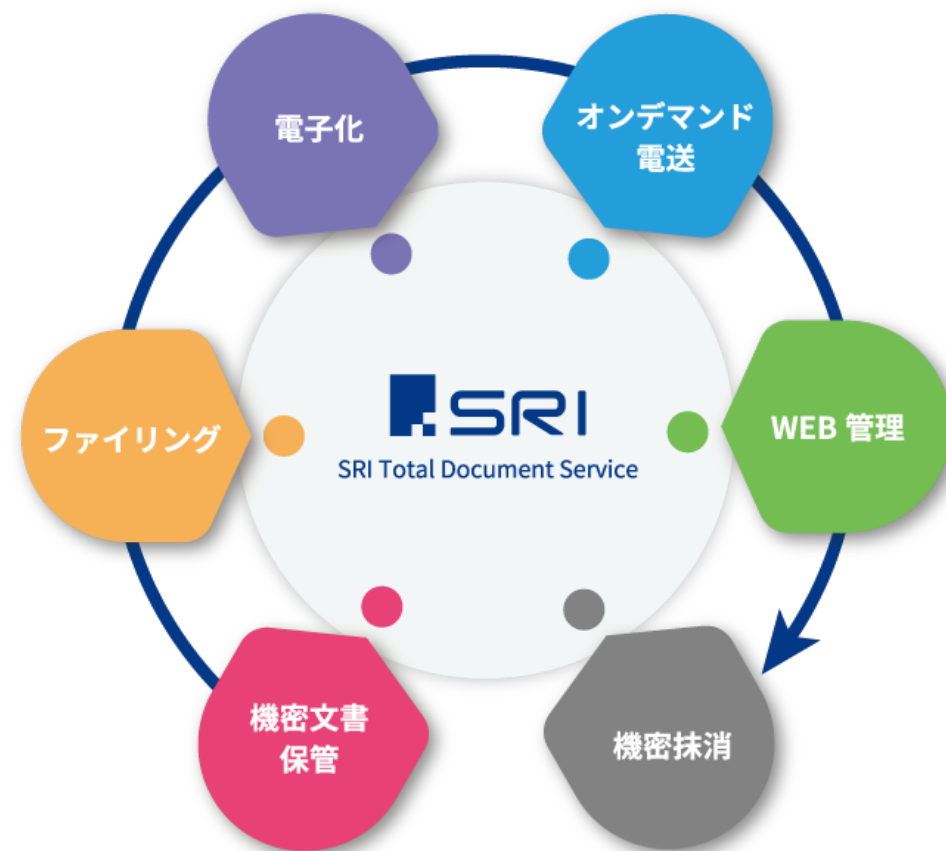 電子化
オンデマンド
電送
ファイリング
SRI
SRI Total Document Service
WEB 管理
機密文書
保管
機密抹消